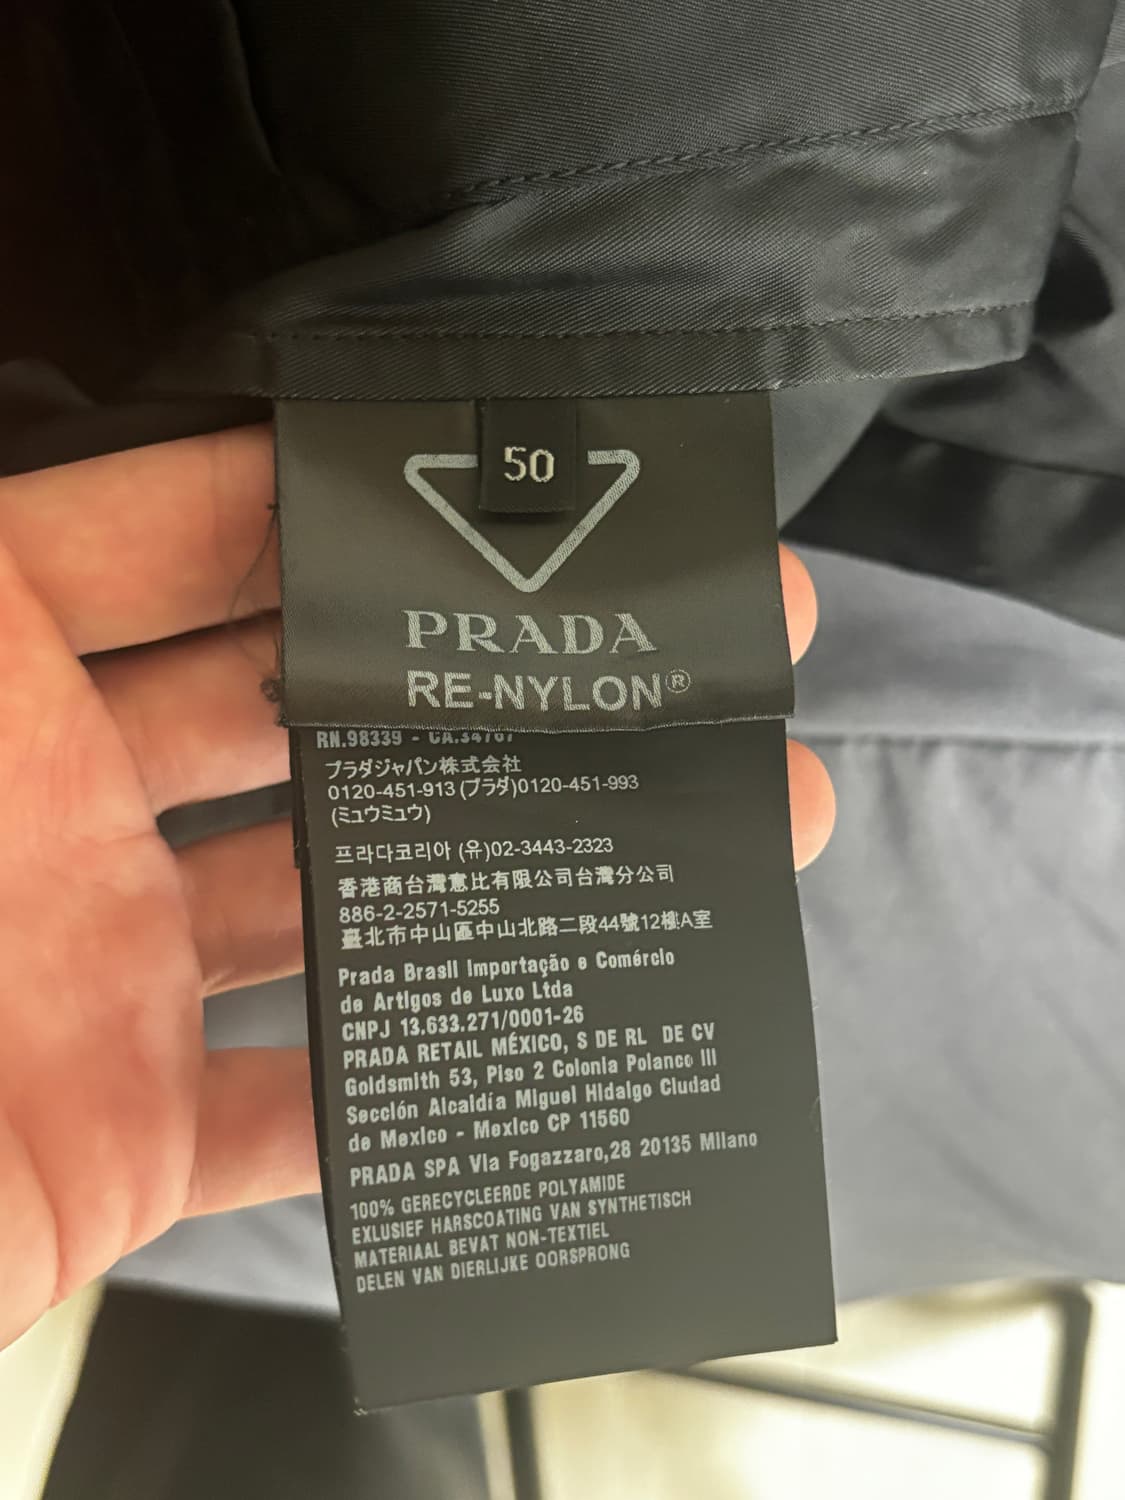 50
PRADA
RE-NYLON®
RN.98339 - CA.34767
プラダジャパン株式会社
0120-451-913 (プラダ)0120-451-993
(ミュウミュウ)
프라다코리아 (유)02-3443-2323
香港商台灣惠比有限公司台灣分公司
886-2-2571-5255
臺北市中山區中山北路二段44號12樓A室
Prada Brasil Importação e Comércio
de Artigos de Luxo Ltda
CNPJ 13.633.271/0001-26
PRADA RETAIL MÉXICO, S DE RL DE CV
Goldsmith 53, Piso 2 Colonia Polanco III
Sección Alcaldía Miguel Hidalgo Ciudad
de Mexico - Mexico CP 11560
PRADA SPA Via Fogazzaro,28 20135 Milano
100% GERECYCLEERDE POLYAMIDE
EXLUSIEF HARSCOATING VAN SYNTHETISCH
MATERIAAL BEVAT NON-TEXTIEL
DELEN VAN DIERLIJKE OORSPRONG